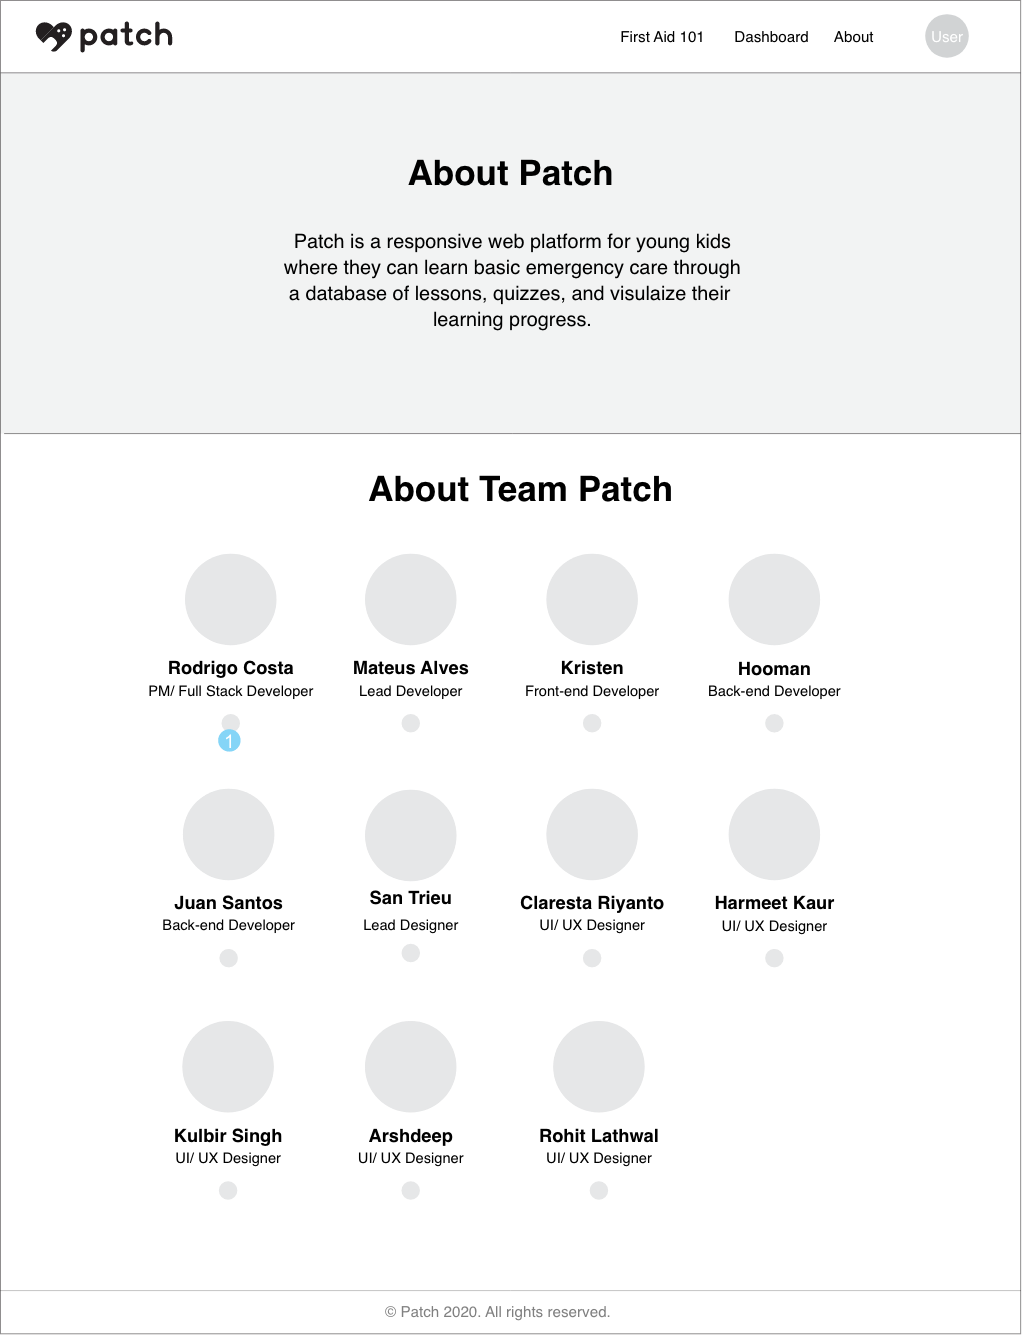 patch
First Aid 101 Dashboard About User
About Patch
Patch is a responsive web platform for young kids
where they can learn basic emergency care through
a database of lessons, quizzes, and visulaize their
learning progress.
About Team Patch
Rodrigo Costa Mateus Alves Kristen Hooman
PM/ Full Stack Developer Lead Developer Front-end Developer Back-end Developer
1
Juan Santos San Trieu Claresta Riyanto Harmeet Kaur
Back-end Developer Lead Designer UI/ UX Designer UI/ UX Designer
Kulbir Singh Arshdeep Rohit Lathwal
UI/ UX Designer UI/ UX Designer UI/ UX Designer
© Patch 2020. All rights reserved.